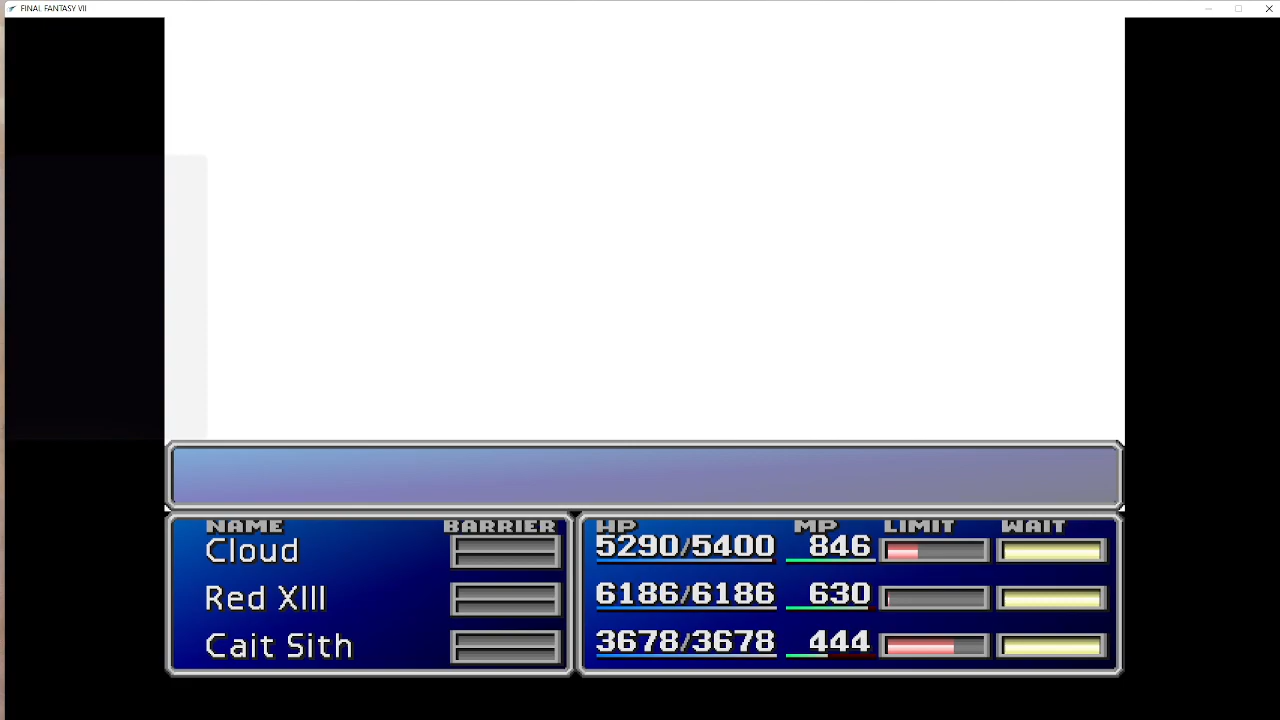 FINAL FANTASY VII
NAME BARRIER HP MP LIMIT WAIT
Cloud 5290/5400 846
Red XIII 6186/6186 630
Cait Sith 3678/3678 444